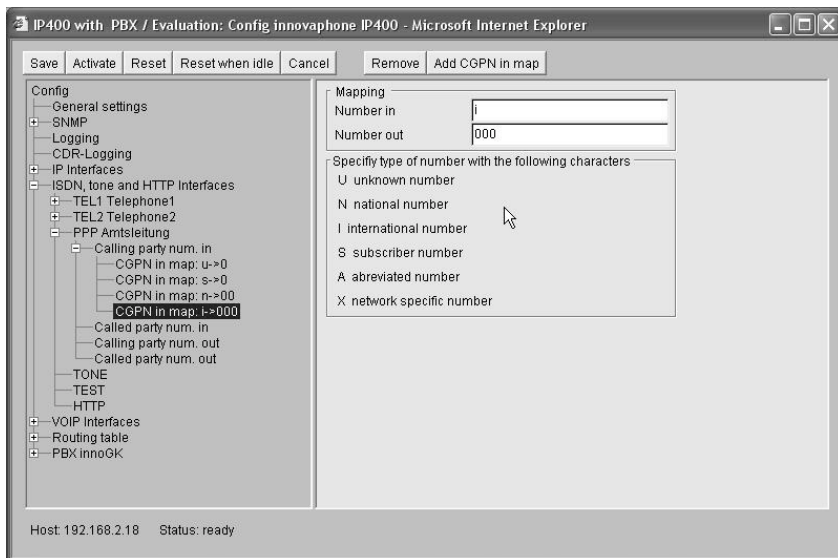 IP400 with PBX / Evaluation: Config innovaphone IP400 - Microsoft Internet Explorer
Save Activate Reset Reset when idle Cancel Remove Add CGPN in map
Config
General settings
SNMP
Logging
CDR-Logging
IP Interfaces
ISDN, tone and HTTP Interfaces
TEL1 Telephone1
TEL2 Telephone2
PPP Amtsleitung
Calling party num. in
CGPN in map: u->0
CGPN in map: s->0
CGPN in map: n->00
CGPN in map: i->000
Called party num. in
Calling party num. out
Called party num. out
TONE
TEST
HTTP
VOIP Interfaces
Routing table
PBX innoGK
Mapping
Number in i
Number out 000
Specifiy type of number with the following characters
U unknown number
N national number
I international number
S subscriber number
A abreviated number
X network specific number
Host: 192.168.2.18 Status: ready